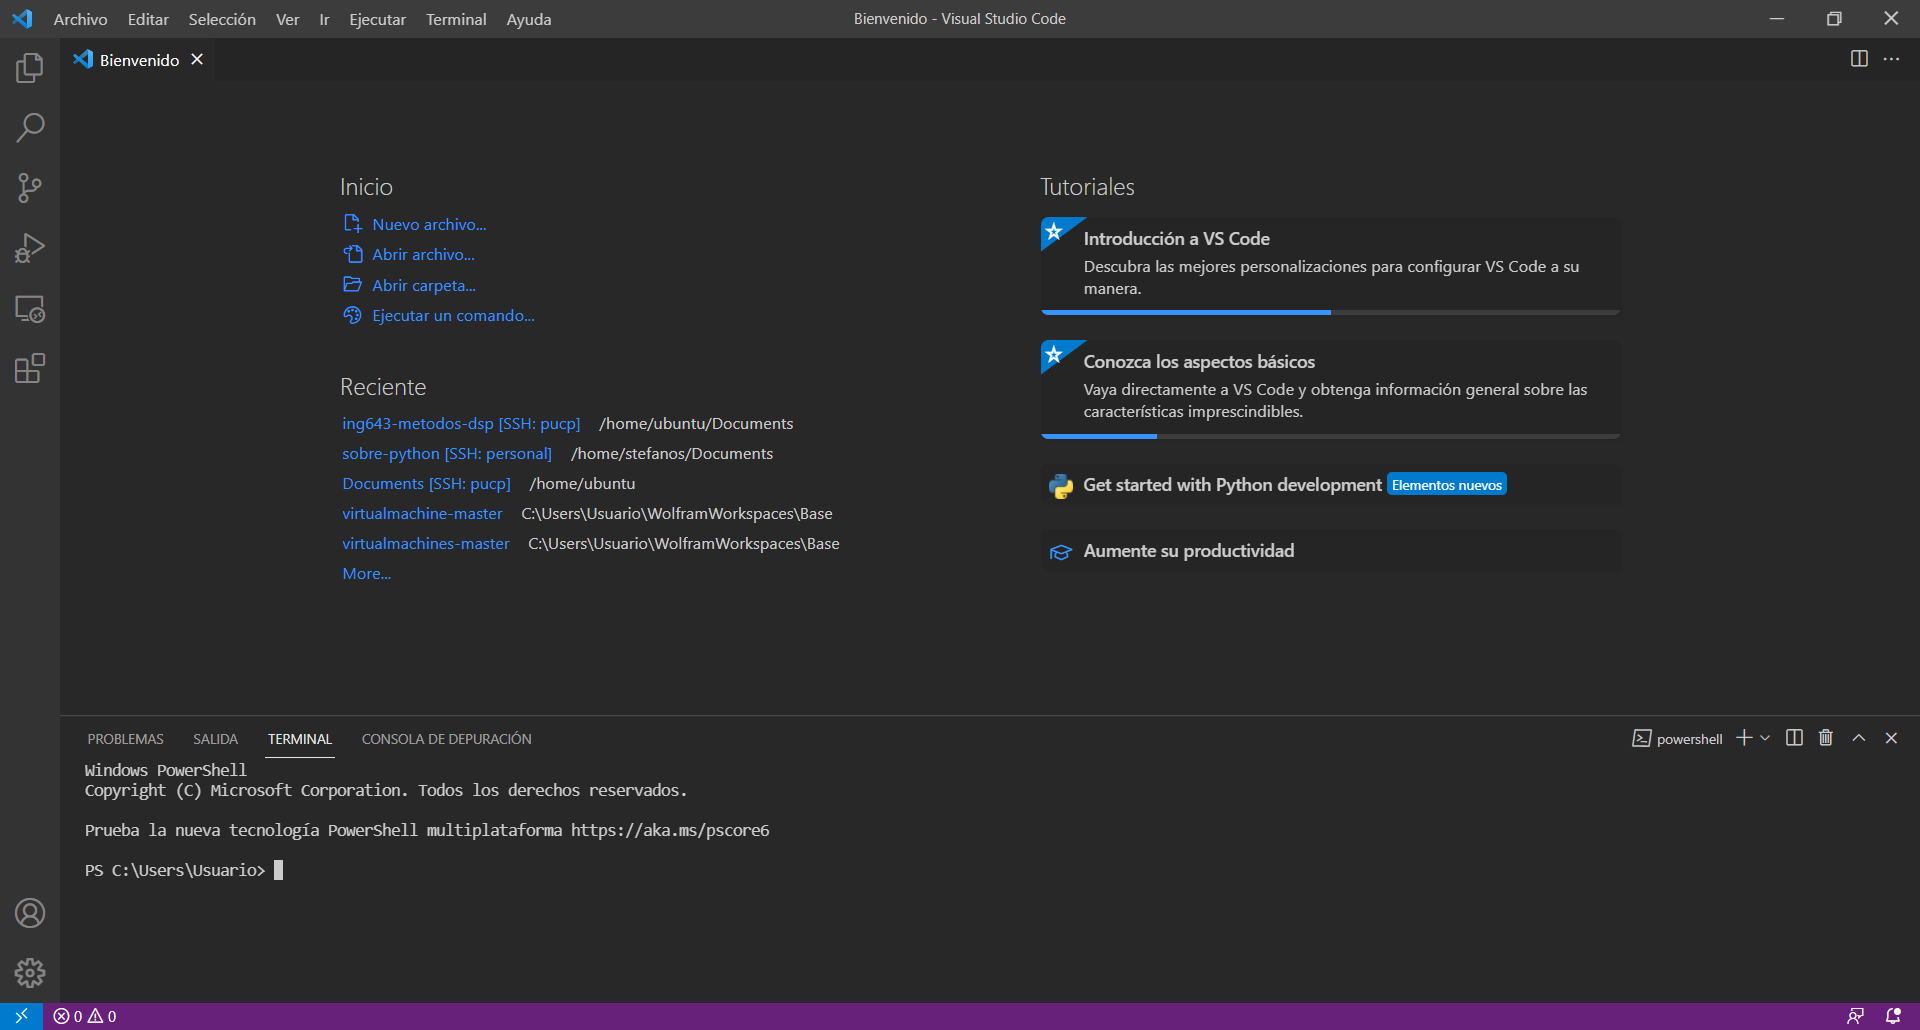 Archivo Editar Selección Ver Ir Ejecutar Terminal Ayuda
Bienvenido - Visual Studio Code
Bienvenido
Inicio
Nuevo archivo...
Abrir archivo...
Abrir carpeta...
Ejecutar un comando...
Reciente
ing643-metodos-dsp [SSH: pucp] /home/ubuntu/Documents
sobre-python [SSH: personal] /home/stefanos/Documents
Documents [SSH: pucp] /home/ubuntu
virtualmachine-master C:\Users\Usuario\WolframWorkspaces\Base
virtualmachines-master C:\Users\Usuario\WolframWorkspaces\Base
More...
Tutoriales
Introducción a VS Code
Descubra las mejores personalizaciones para configurar VS Code a su
manera.
Conozca los aspectos básicos
Vaya directamente a VS Code y obtenga información general sobre las
características imprescindibles.
Get started with Python development Elementos nuevos
Aumente su productividad
PROBLEMAS SALIDA TERMINAL CONSOLA DE DEPURACIÓN
powershell
Windows PowerShell
Copyright (C) Microsoft Corporation. Todos los derechos reservados.
Prueba la nueva tecnología PowerShell multiplataforma https://aka.ms/pscore6
PS C:\Users\Usuario>
0 0